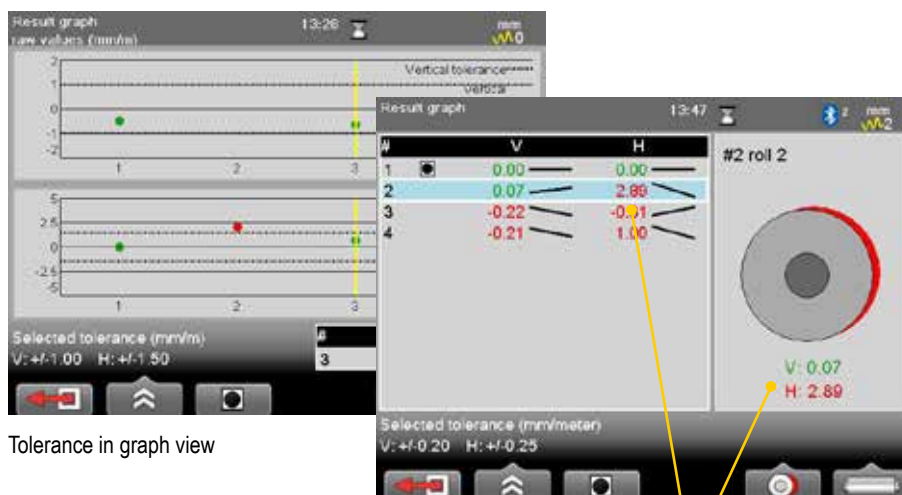 Result graph 13:26 mm
raw values (mm/m) 0
2
1
0
-1
-2
Vertical tolerance
vertical
1 2 3
5
2.5
0
-2.5
-5
1 2 3
Selected tolerance (mm/m)
V: +/-1.00 H: +/-1.50
#
3
Tolerance in graph view
Result graph 13:47 z mm
2
# V H
1 0.00 0.00
2 0.07 2.89
3 -0.22
4 -0.21 1.00
#2 roll 2
V: 0.07
H: 2.89
Selected tolerance (mm/meter)
V: +/-0.20 H: +/-0.25